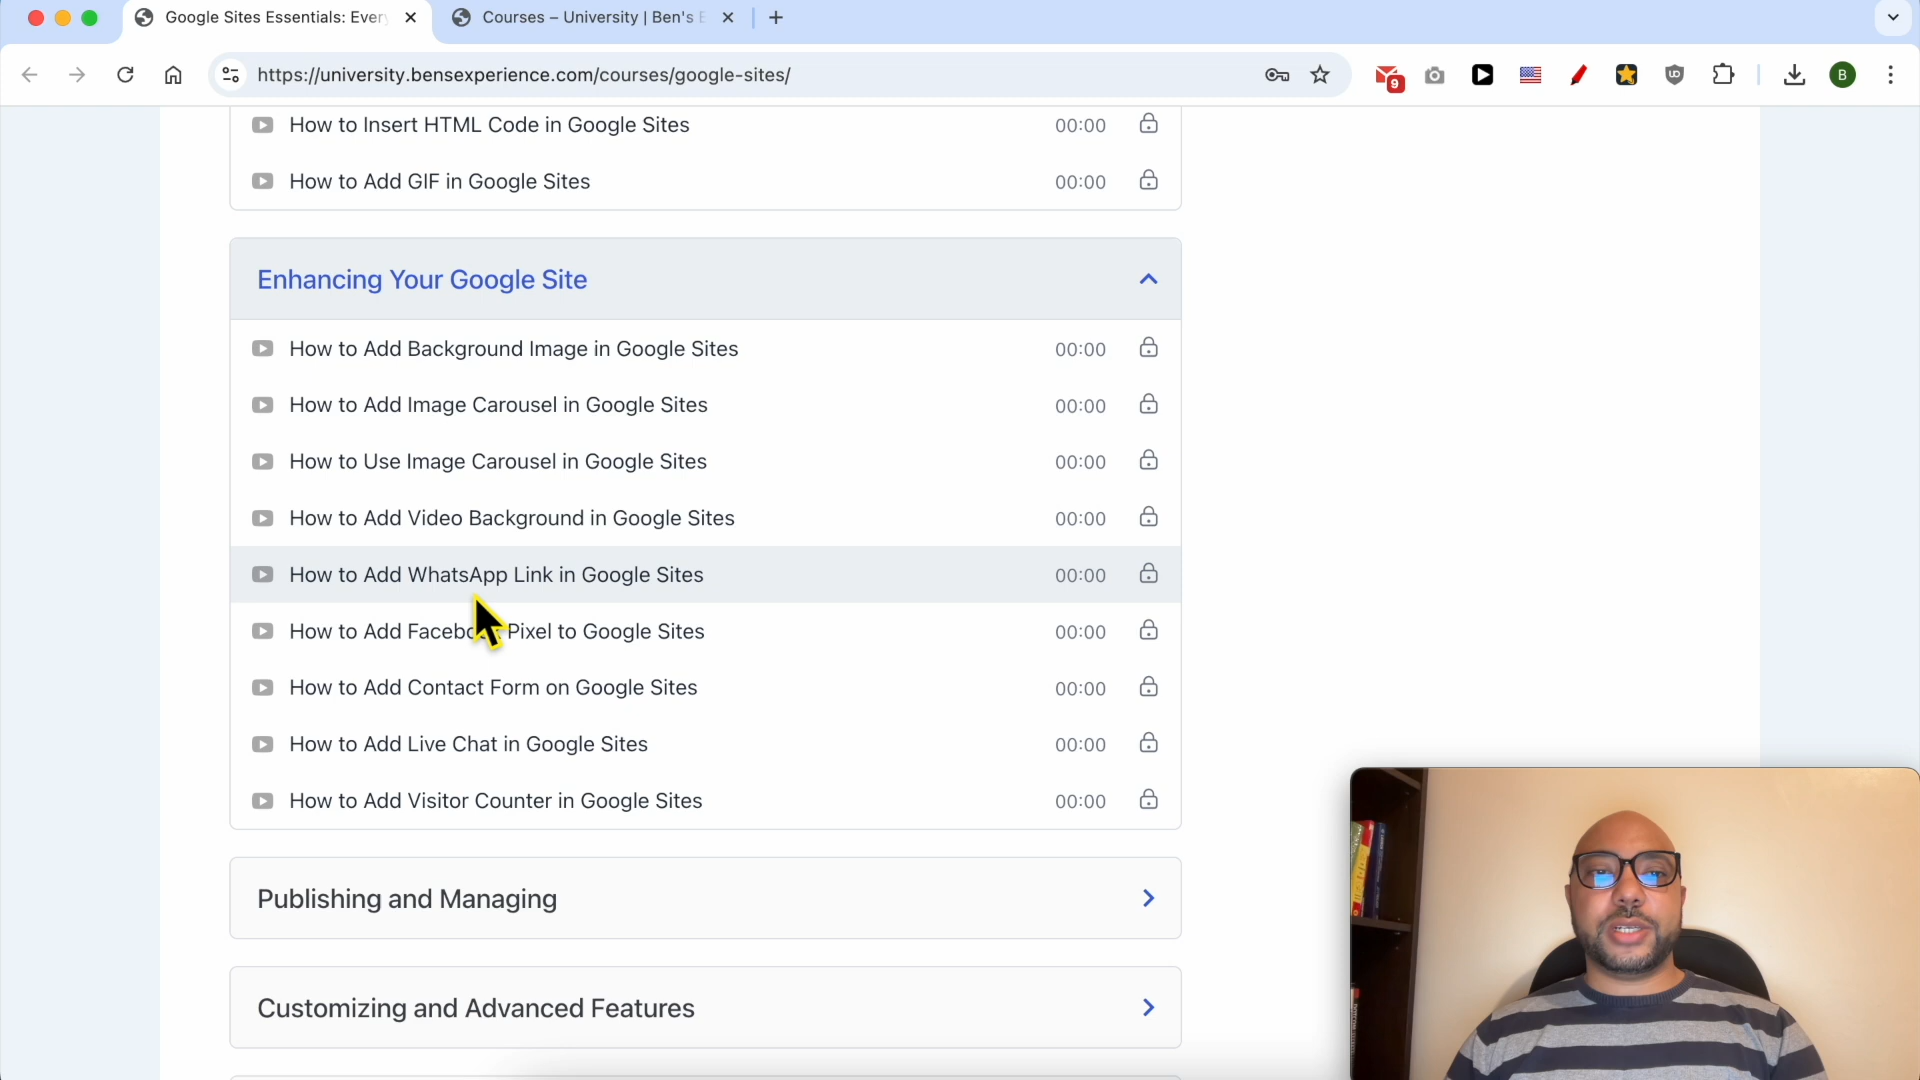 Google Sites Essentials: Ever
Courses – University | Ben's E
https://university.bensexperience.com/courses/google-sites/
9
B
How to Insert HTML Code in Google Sites 00:00
How to Add GIF in Google Sites 00:00
Enhancing Your Google Site
How to Add Background Image in Google Sites 00:00
How to Add Image Carousel in Google Sites 00:00
How to Use Image Carousel in Google Sites 00:00
How to Add Video Background in Google Sites 00:00
How to Add WhatsApp Link in Google Sites 00:00
How to Add Pixel to Google Sites 00:00
How to Add Contact Form on Google Sites 00:00
How to Add Live Chat in Google Sites 00:00
How to Add Visitor Counter in Google Sites 00:00
Publishing and Managing
Customizing and Advanced Features